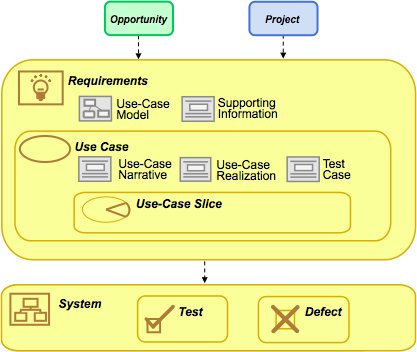 Opportunity
Project
Requirements
Use-Case
Model
Supporting
Information
Use Case
Use-Case
Narrative
Use-Case
Realization
Test
Case
Use-Case Slice
System
Test
Defect